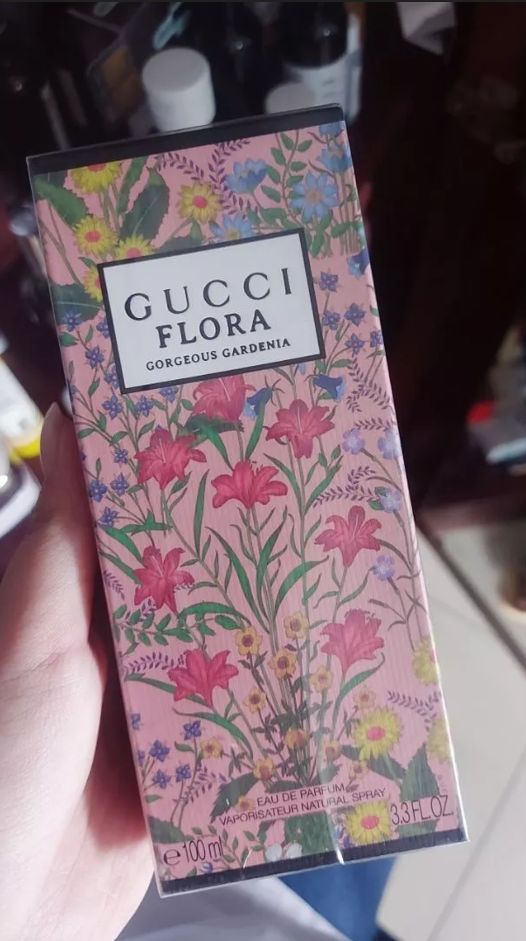 GUCCI
FLORA
GORGEOUS GARDENIA
EAU DE PARFUM
VAPORISATEUR NATURAL SPRAY
℮100 ml
3.3 FL.OZ.